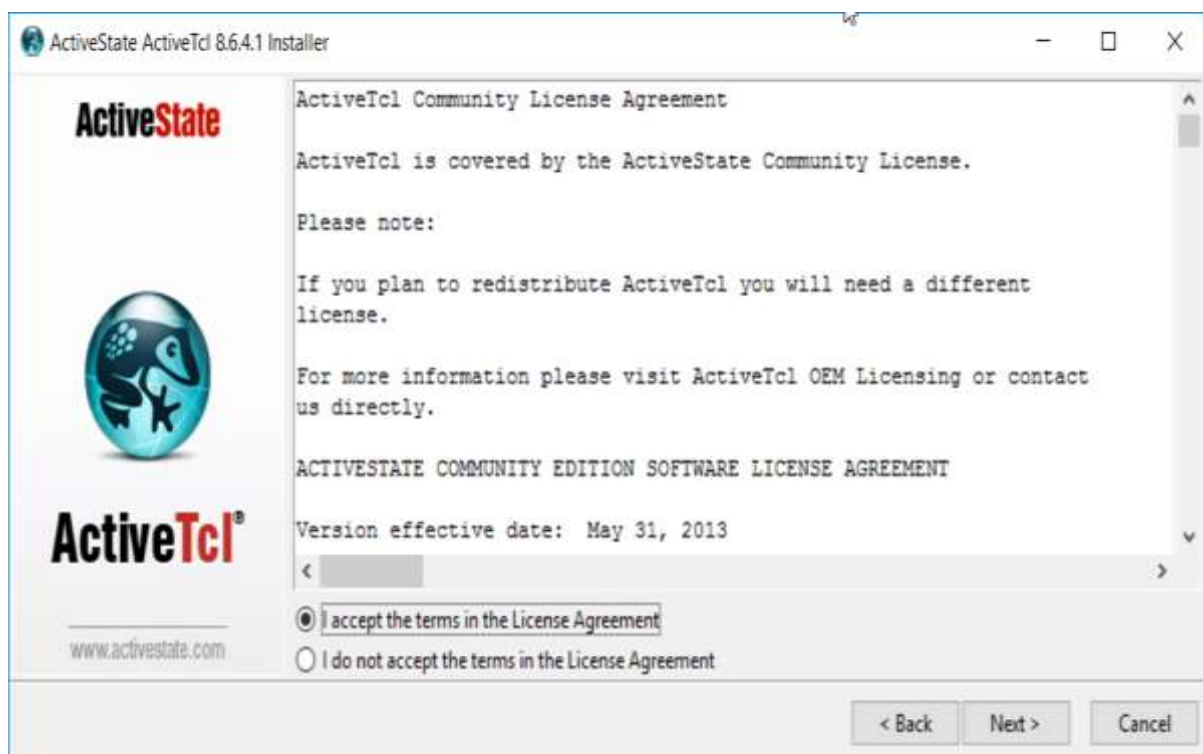 ActiveState ActiveTcl 8.6.4.1 Installer
ActiveState
ActiveTcl Community License Agreement
ActiveTcl is covered by the ActiveState Community License.
Please note:
If you plan to redistribute ActiveTcl you will need a different
license.
For more information please visit ActiveTcl OEM Licensing or contact
us directly.
ACTIVESTATE COMMUNITY EDITION SOFTWARE LICENSE AGREEMENT
Version effective date:  May 31, 2013
ActiveTcl®
www.activestate.com
I accept the terms in the License Agreement
I do not accept the terms in the License Agreement
< Back
Next >
Cancel